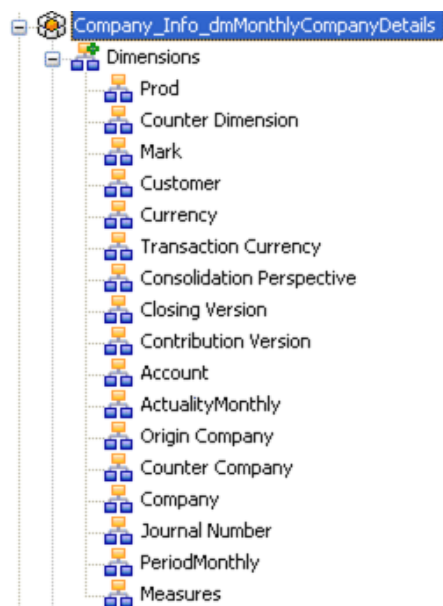 Company_Info_dmMonthlyCompanyDetails
Dimensions
Prod
Counter Dimension
Mark
Customer
Currency
Transaction Currency
Consolidation Perspective
Closing Version
Contribution Version
Account
ActualityMonthly
Origin Company
Counter Company
Company
Journal Number
PeriodMonthly
Measures